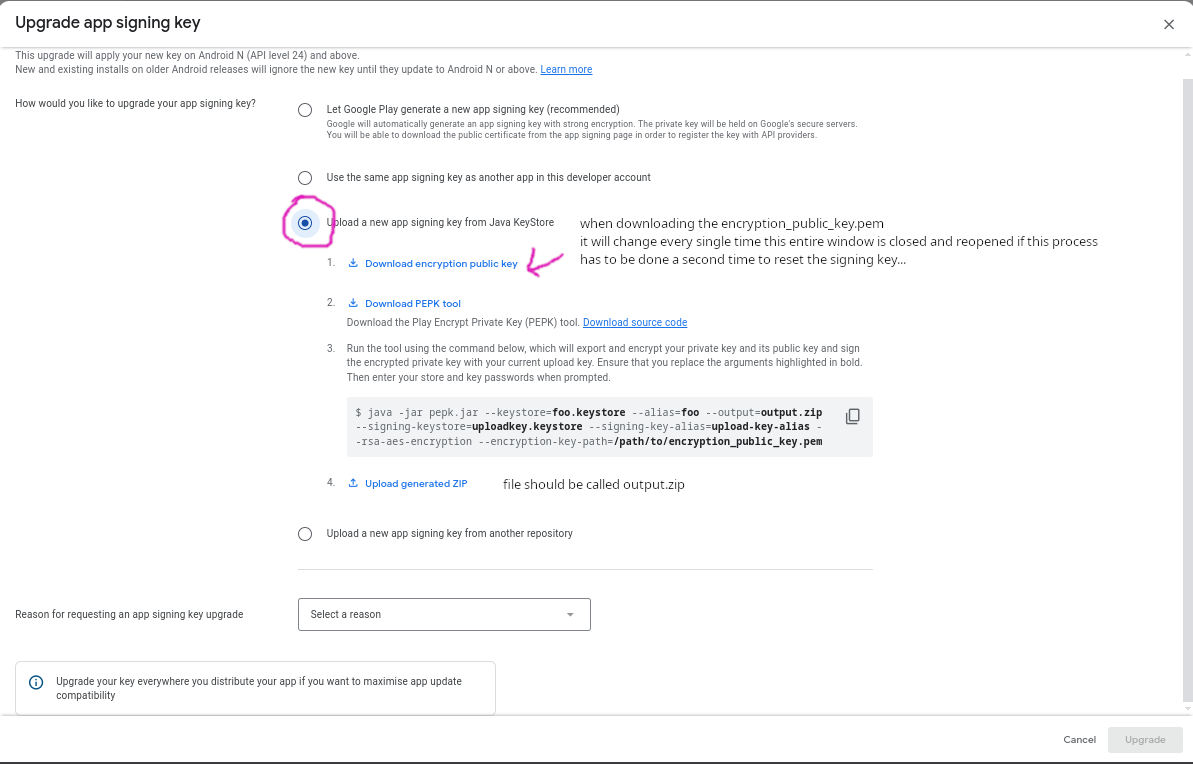 Upgrade app signing key
This upgrade will apply your new key on Android N (API level 24) and above.
New and existing installs on older Android releases will ignore the new key until they update to Android N or above. Learn more
How would you like to upgrade your app signing key?
Let Google Play generate a new app signing key (recommended)
Google will automatically generate an app signing key with strong encryption. The private key will be held on Google's secure servers.
You will be able to download the public certificate from the app signing page in order to register the key with API providers.
Use the same app signing key as another app in this developer account
Upload a new app signing key from Java KeyStore
when downloading the encryption_public_key.pem
it will change every single time this entire window is closed and reopened if this process
has to be done a second time to reset the signing key...
1. Download encryption public key
2. Download PEPK tool
Download the Play Encrypt Private Key (PEPK) tool. Download source code
3. Run the tool using the command below, which will export and encrypt your private key and its public key and sign
the encrypted private key with your current upload key. Ensure that you replace the arguments highlighted in bold.
Then enter your store and key passwords when prompted.
$ java -jar pepk.jar --keystore=foo.keystore --alias=foo --output=output.zip
--signing-keystore=uploadkey.keystore --signing-key-alias=upload-key-alias -
-rsa-aes-encryption --encryption-key-path=/path/to/encryption_public_key.pem
4. Upload generated ZIP
file should be called output.zip
Upload a new app signing key from another repository
Reason for requesting an app signing key upgrade
Select a reason
Upgrade your key everywhere you distribute your app if you want to maximise app update
compatibility
Cancel
Upgrade